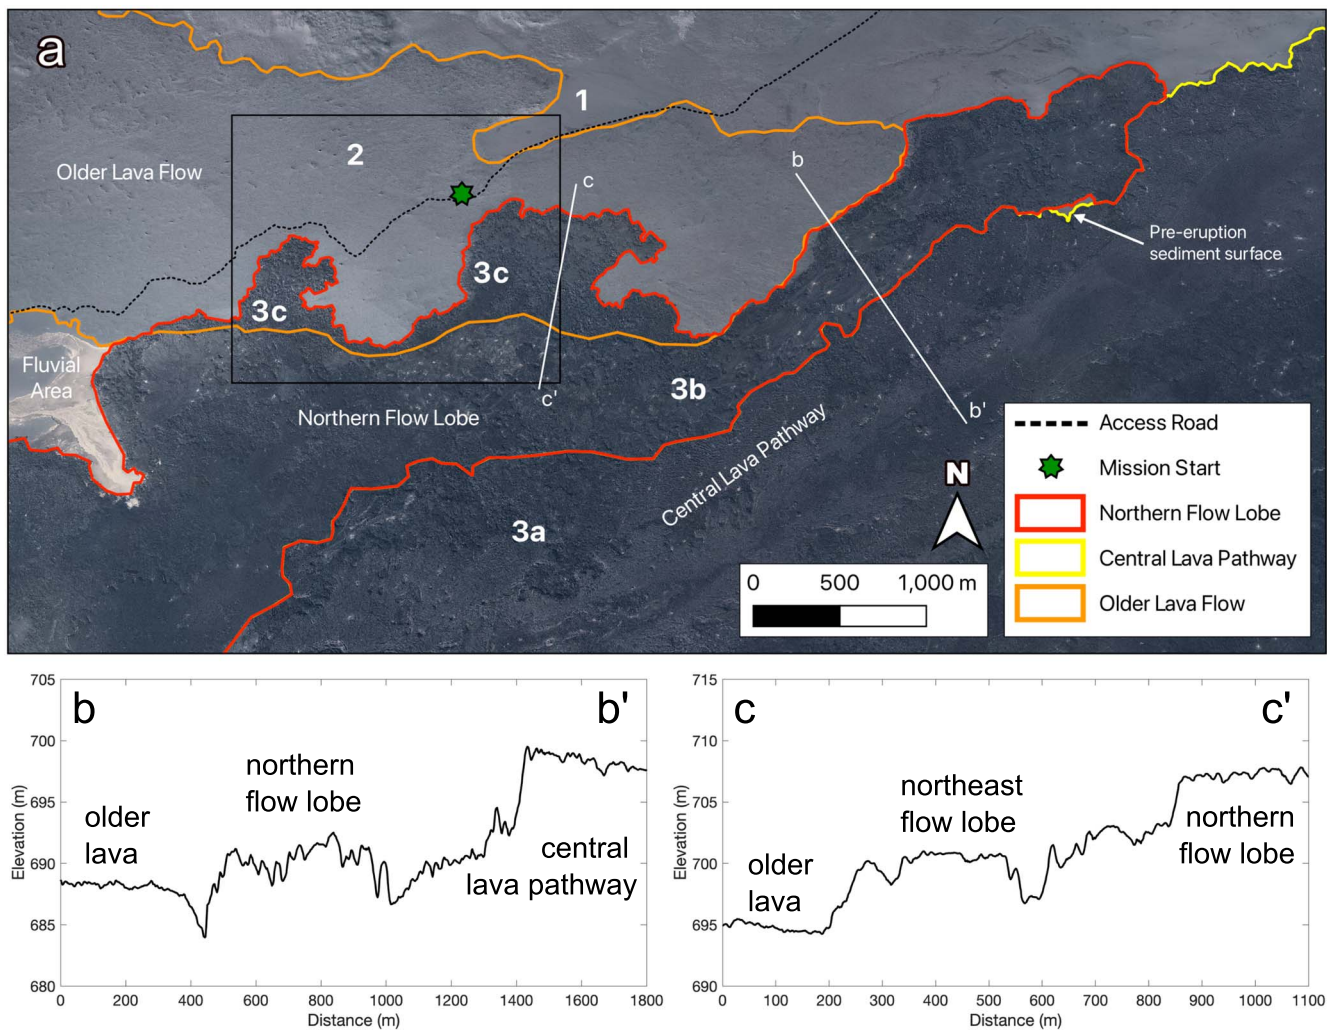 a
1
2
Older Lava Flow
b
c
Pre-eruption
sediment surface
3c
3c
Fluvial
Area
3b
c'
b'
Northern Flow Lobe
Central Lava Pathway
3a
N
0 500 1,000 m
Access Road
Mission Start
Northern Flow Lobe
Central Lava Pathway
Older Lava Flow
705
700
695
690
685
680
Elevation (m)
b b'
northern
flow lobe
older
lava
central
lava pathway
0 200 400 600 800 1000 1200 1400 1600 1800
Distance (m)
715
710
705
700
695
690
Elevation (m)
c c'
northeast
flow lobe
older
lava
northern
flow lobe
0 100 200 300 400 500 600 700 800 900 1000 1100
Distance (m)